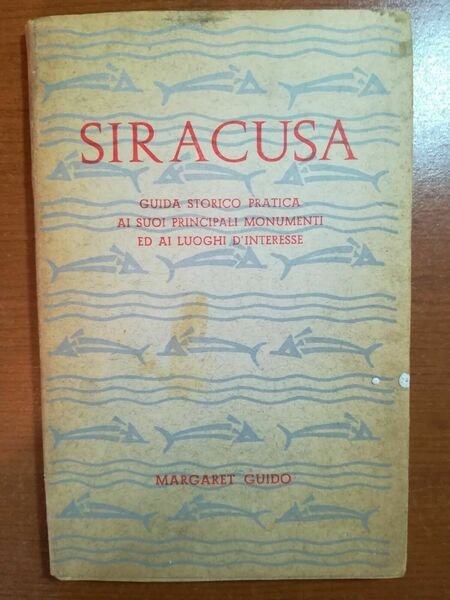 SIRACUSA
GUIDA STORICO PRATICA
AI SUOI PRINCIPALI MONUMENTI
ED AI LUOGHI D'INTERESSE
MARGARET GUIDO